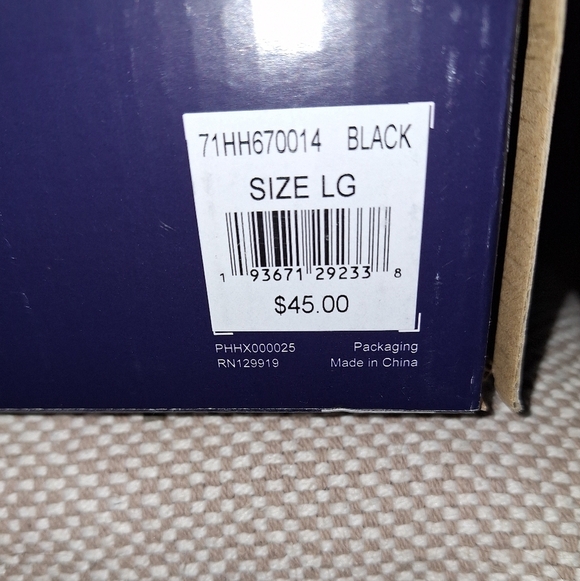 71HH670014 BLACK
SIZE LG
1 93671 29233 8
$45.00
PHHX000025 Packaging
RN129919 Made in China